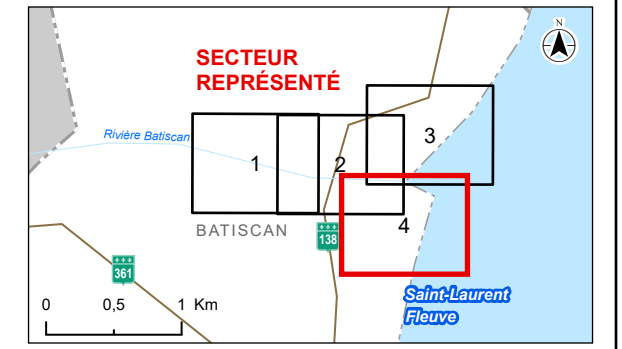 N
SECTEUR
REPRÉSENTÉ
3
Rivière Batiscan
1
2
BATISCAN
138
4
361
0 0,5 1 Km
Saint-Laurent
Fleuve